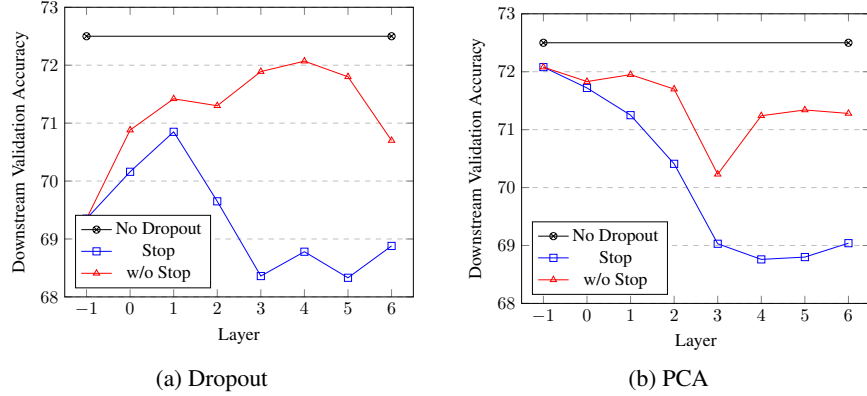 73
72
71
70
69
68
−1 0 1 2 3 4 5 6
Layer
Downstream Validation Accuracy
No Dropout
Stop
w/o Stop
(a) Dropout
73
72
71
70
69
68
−1 0 1 2 3 4 5 6
Layer
Downstream Validation Accuracy
No Dropout
Stop
w/o Stop
(b) PCA